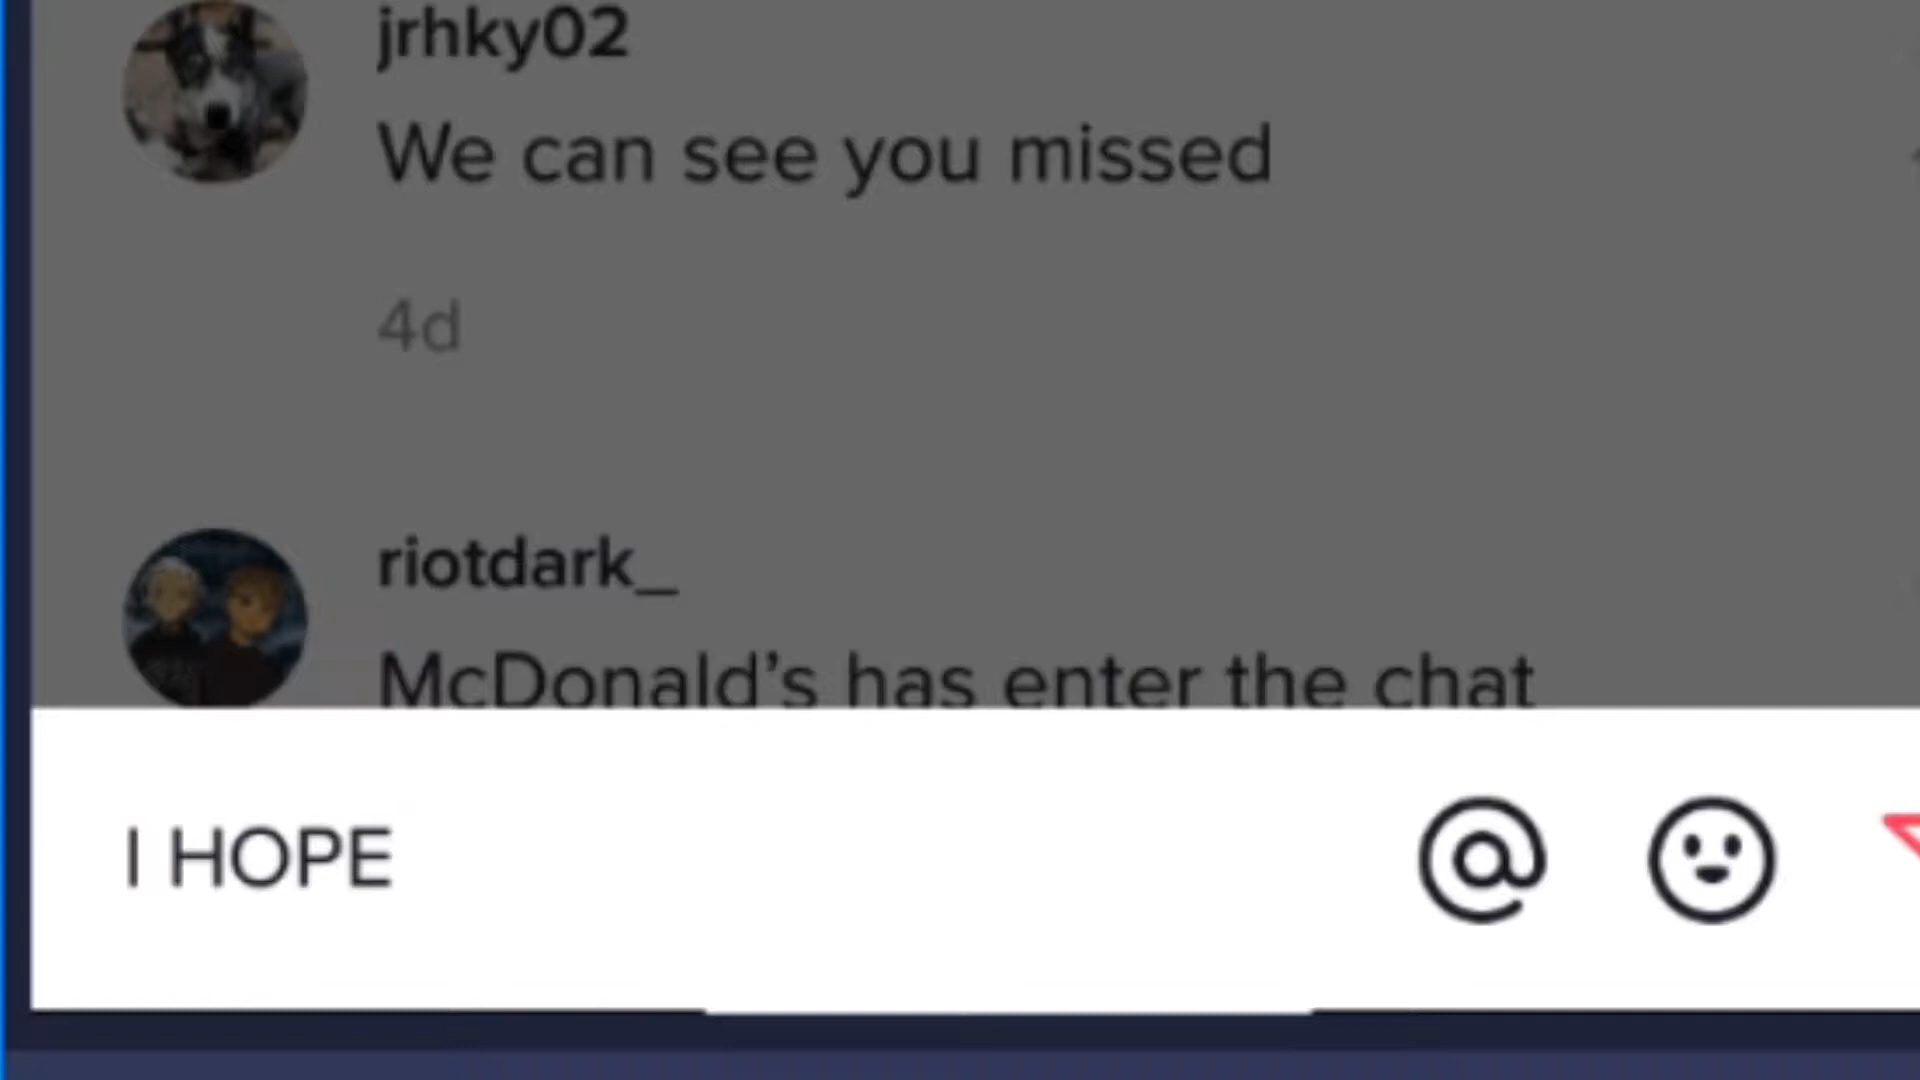 jrhky02
We can see you missed
4d
riotdark_
McDonald’s has enter the chat
I HOPE